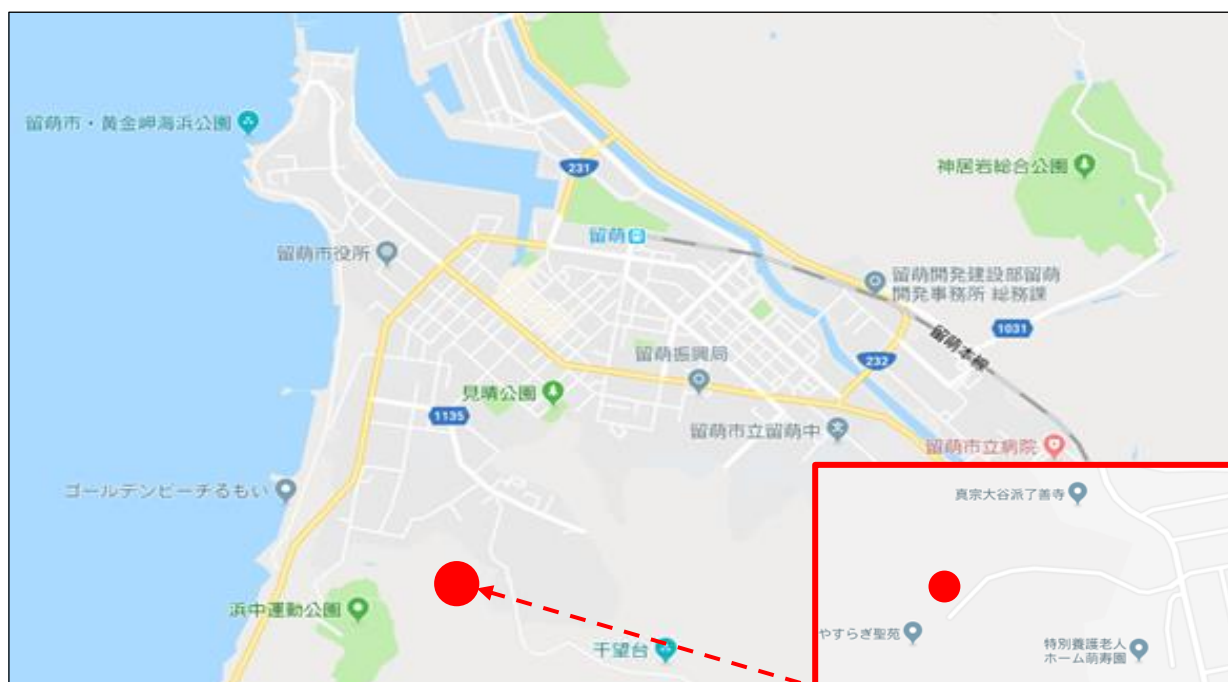 留萌市・黄金岬海浜公園
231
神居岩総合公園
留萌
留萌市役所
留萌開発建設部留萌
開発事務所 総務課
1031
留萌本線
留萌振興局
232
見晴公園
1135
留萌市立留萌中
留萌市立病院
ゴールデンビーチるもい
真宗大谷派了善寺
浜中運動公園
やすらぎ聖苑
千望台
特別養護老人
ホーム萌寿園